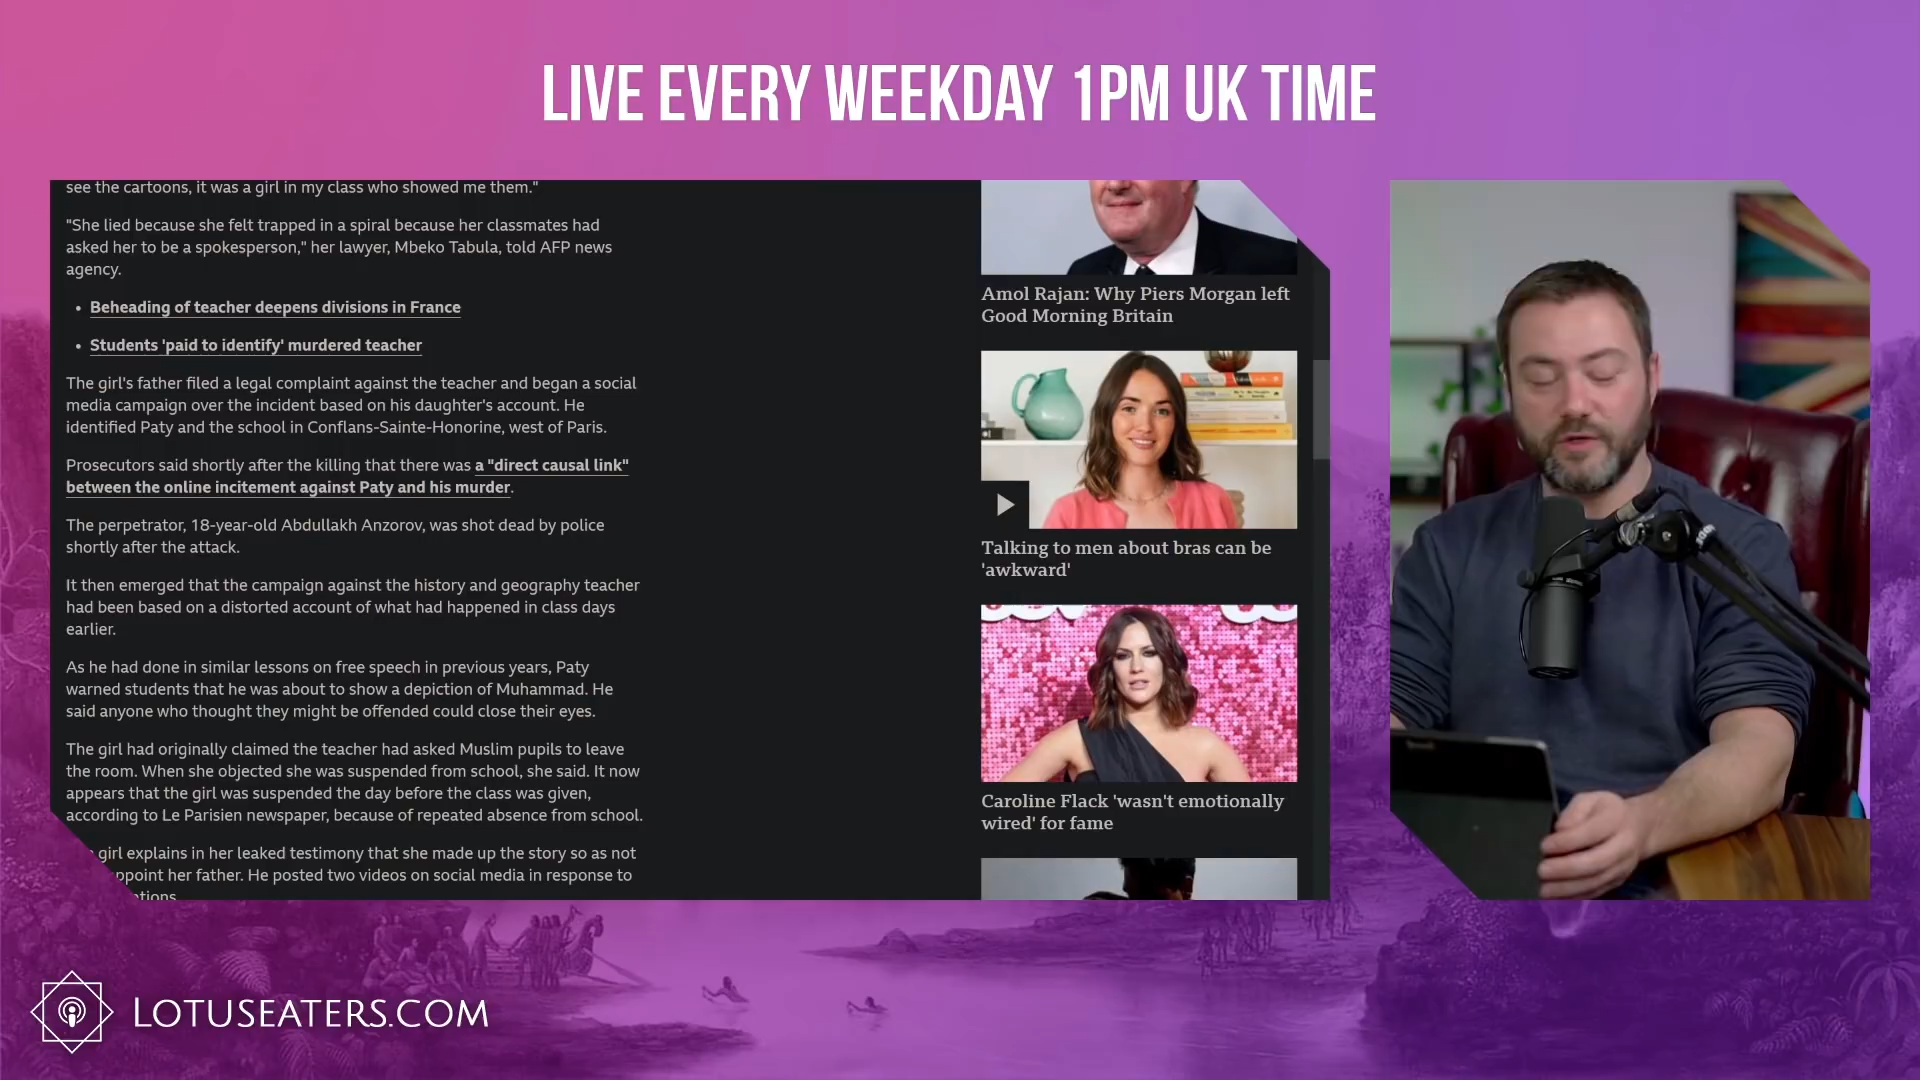 LIVE EVERY WEEKDAY 1PM UK TIME
see the cartoons, it was a girl in my class who showed me them."
"She lied because she felt trapped in a spiral because her classmates had
asked her to be a spokesperson," her lawyer, Mbeko Tabula, told AFP news
agency.
• Beheading of teacher deepens divisions in France
• Students 'paid to identify' murdered teacher
The girl's father filed a legal complaint against the teacher and began a social
media campaign over the incident based on his daughter's account. He
identified Paty and the school in Conflans-Sainte-Honorine, west of Paris.
Prosecutors said shortly after the killing that there was a "direct causal link"
between the online incitement against Paty and his murder.
The perpetrator, 18-year-old Abdullakh Anzorov, was shot dead by police
shortly after the attack.
It then emerged that the campaign against the history and geography teacher
had been based on a distorted account of what had happened in class days
earlier.
As he had done in similar lessons on free speech in previous years, Paty
warned students that he was about to show a depiction of Muhammad. He
said anyone who thought they might be offended could close their eyes.
The girl had originally claimed the teacher had asked Muslim pupils to leave
the room. When she objected she was suspended from school, she said. It now
appears that the girl was suspended the day before the class was given,
according to Le Parisien newspaper, because of repeated absence from school.
girl explains in her leaked testimony that she made up the story so as not
ppoint her father. He posted two videos on social media in response to
tions.
Amol Rajan: Why Piers Morgan left
Good Morning Britain
Talking to men about bras can be
'awkward'
Caroline Flack 'wasn't emotionally
wired' for fame
LOTUSEATERS.COM